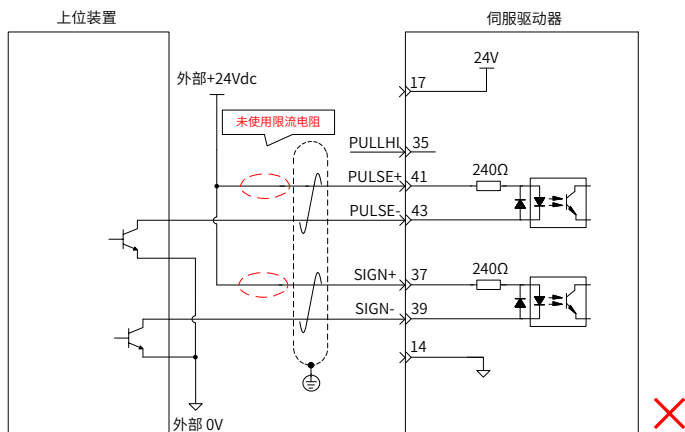 上位装置
伺服驱动器
外部+24Vdc
24V
17
未使用限流电阻
PULLHI
35
240Ω
PULSE+
41
PULSE-
43
240Ω
SIGN+
37
SIGN-
39
14
外部 0V